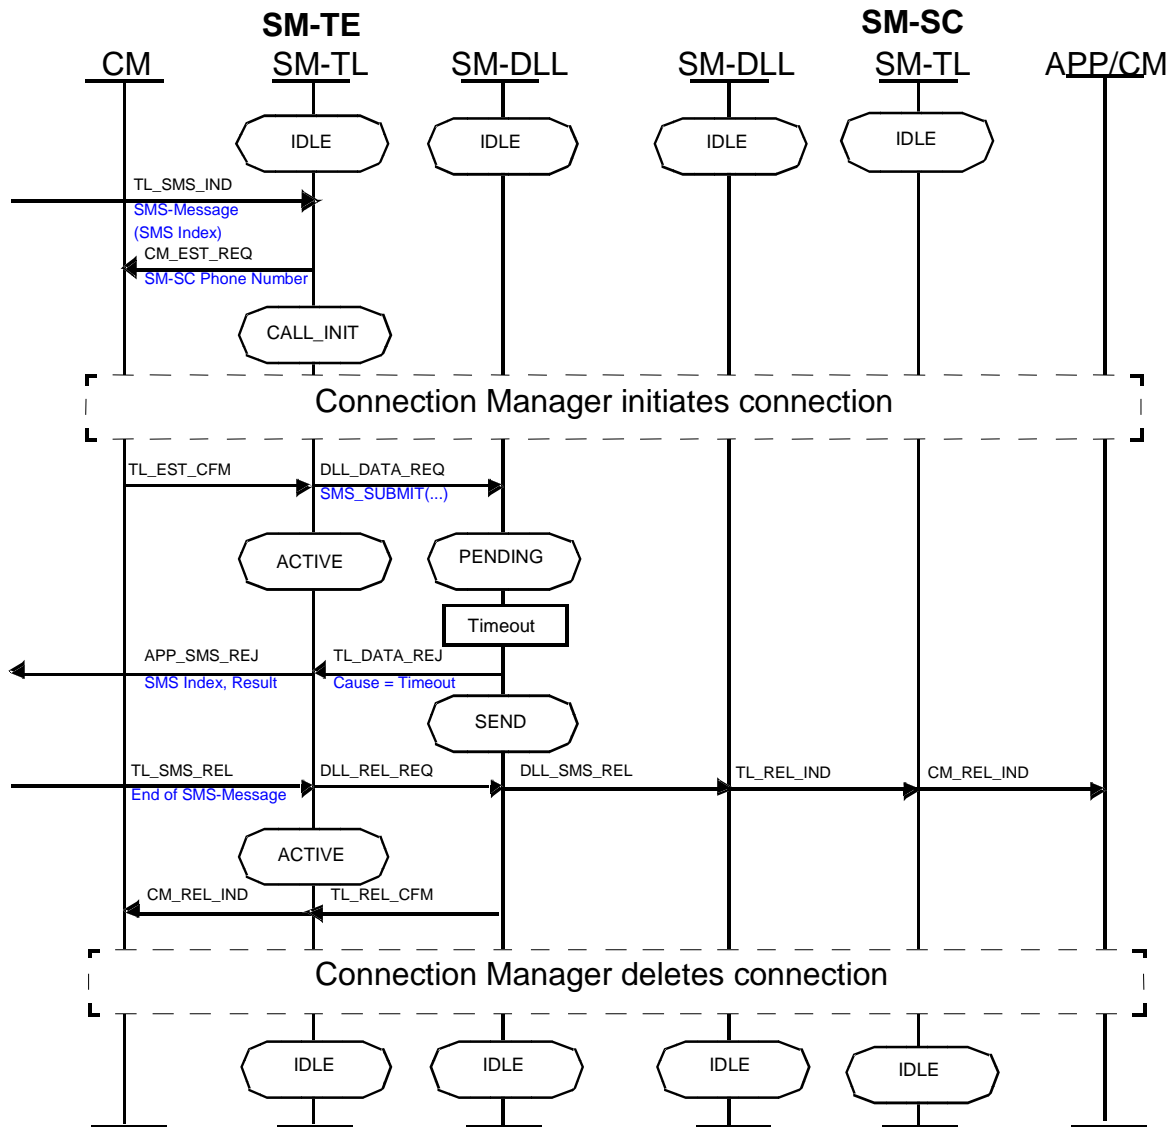 SM-TE SM-SC
CM SM-TL SM-DLL SM-DLL SM-TL APP/CM
IDLE IDLE IDLE IDLE
TL_SMS_IND
SMS-Message
(SMS Index)
CM_EST_REQ
SM-SC Phone Number
CALL_INIT
Connection Manager initiates connection
TL_EST_CFM DLL_DATA_REQ
SMS_SUBMIT(...)
ACTIVE PENDING
Timeout
APP_SMS_REJ TL_DATA_REJ
SMS Index, Result Cause = Timeout
SEND
TL_SMS_REL DLL_REL_REQ DLL_SMS_REL TL_REL_IND CM_REL_IND
End of SMS-Message
ACTIVE
CM_REL_IND TL_REL_CFM
Connection Manager deletes connection
IDLE IDLE IDLE IDLE